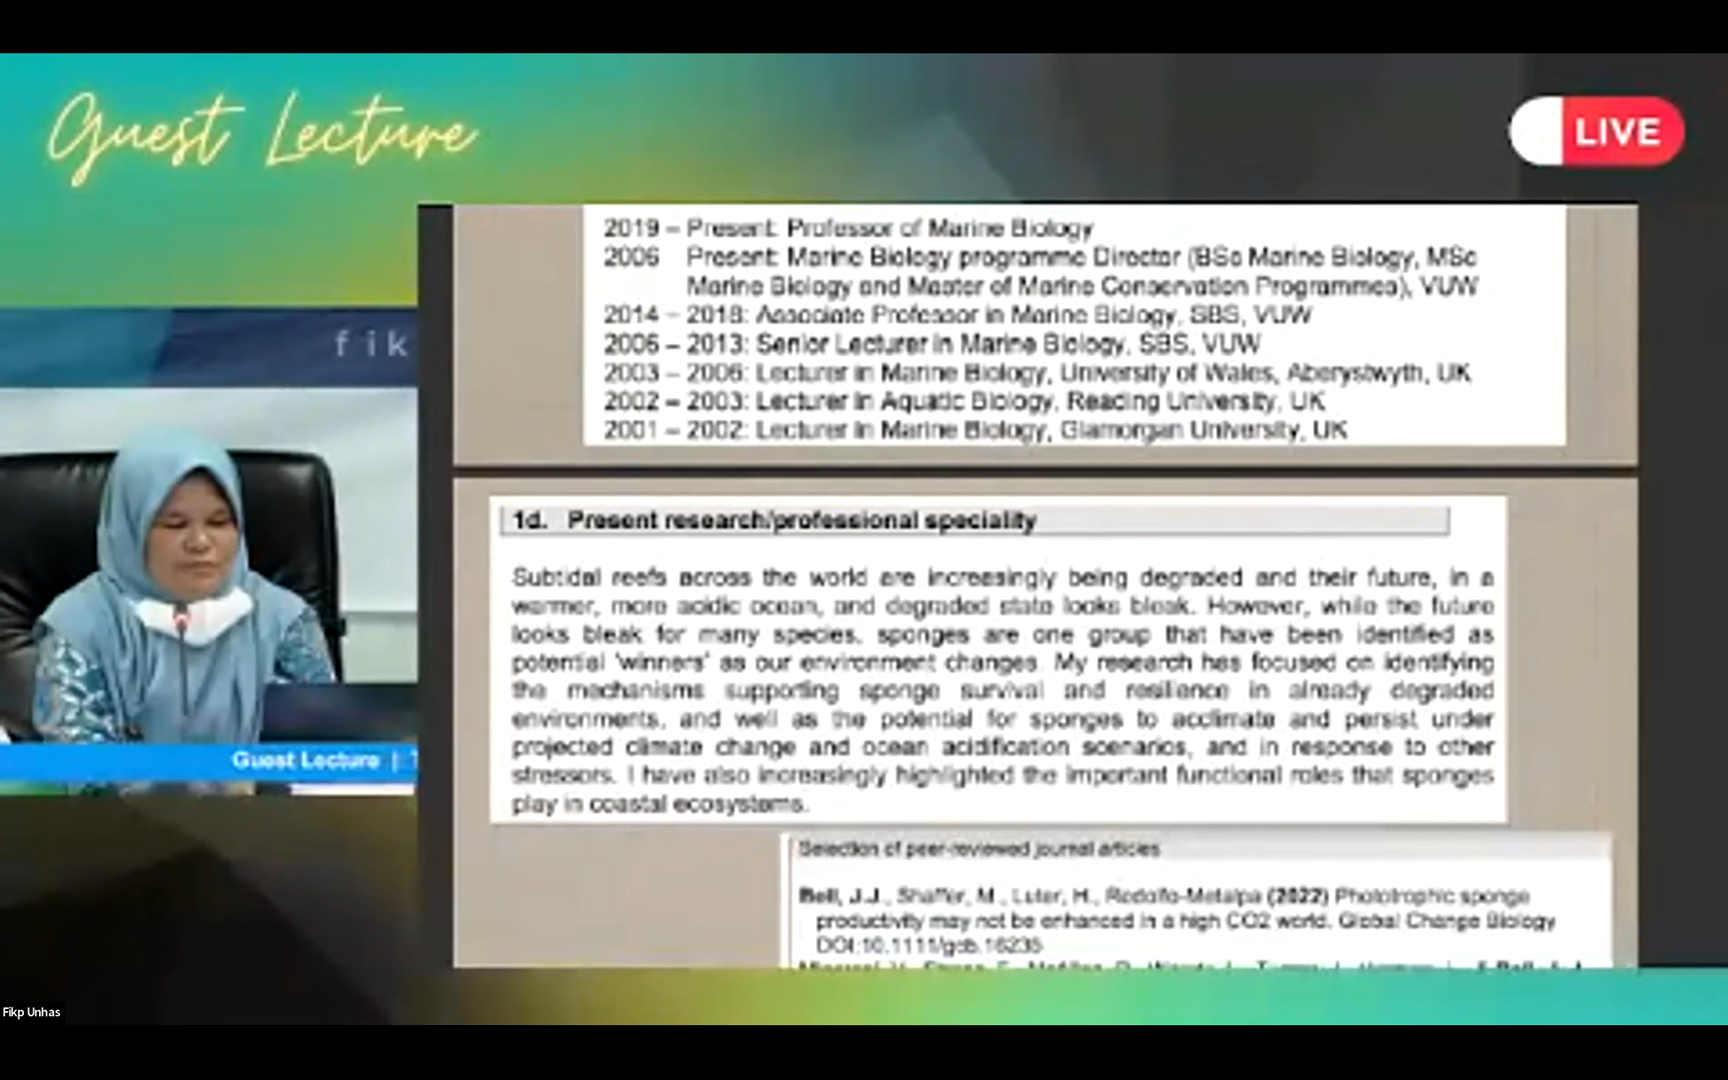 Guest Lecture
LIVE
2019 – Present: Professor of Marine Biology
2006 Present: Marine Biology programme Director (BSc Marine Biology, MSc
Marine Biology and Master of Marine Conservation Programmes), VUW
2014 – 2018: Associate Professor in Marine Biology, SBS, VUW
2006 – 2013: Senior Lecturer in Marine Biology, SBS, VUW
2003 – 2006: Lecturer in Marine Biology, University of Wales, Aberystwyth, UK
2002 – 2003: Lecturer in Aquatic Biology, Reading University, UK
2001 – 2002: Lecturer in Marine Biology, Glamorgan University, UK
fik
1d. Present research/professional speciality
Subtidal reefs across the world are increasingly being degraded and their future, in a
warmer, more acidic ocean, and degraded state looks bleak. However, while the future
looks bleak for many species, sponges are one group that have been identified as
potential 'winners' as our environment changes. My research has focused on identifying
the mechanisms supporting sponge survival and resilience in already degraded
environments, and well as the potential for sponges to acclimate and persist under
projected climate change and ocean acidification scenarios, and in response to other
stressors. I have also increasingly highlighted the important functional roles that sponges
play in coastal ecosystems.
Guest Lecture |
Selection of peer-reviewed journal articles
Bell, J.J., Shaffer, M., Luter, H., Rodolfo-Metalpa (2022) Phototrophic sponge
productivity may not be enhanced in a high CO2 world. Global Change Biology
DOI:10.1111/gcb.16235
Fikp Unhas